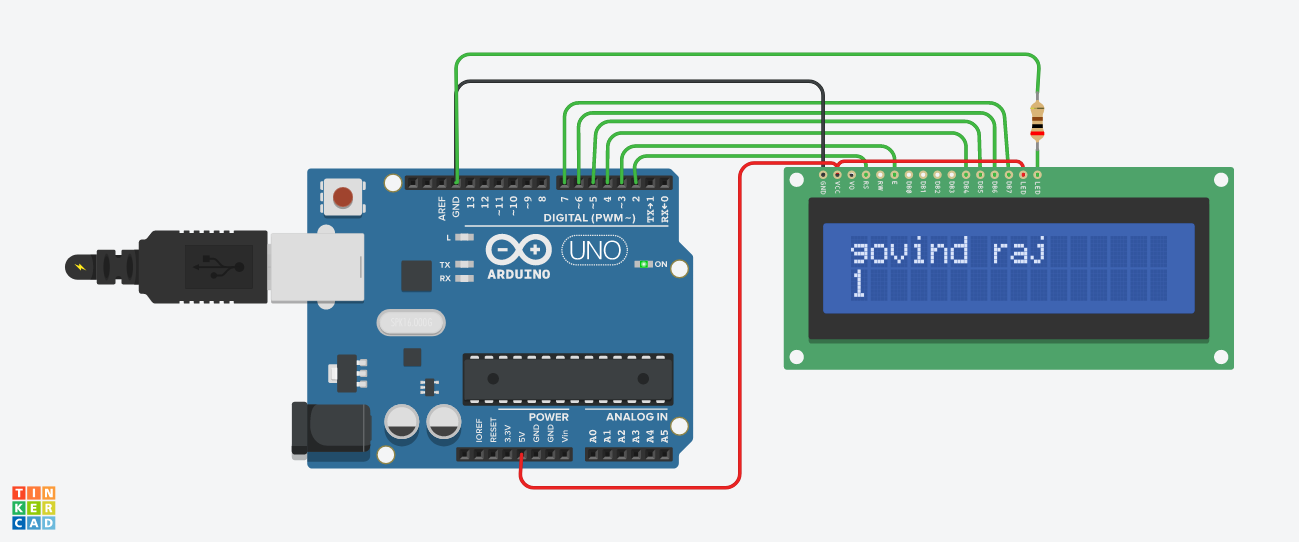 GND
VCC
V0
RS
RW
E
DB0
DB1
DB2
DB3
DB4
DB5
DB6
DB7
LED
LED
AREF
GND
13
12
~11
~10
~9
8
7
~6
~5
4
~3
2
TX→1
RX←0
DIGITAL (PWM~)
L
TX
RX
ARDUINO
UNO
ON
govind raj
1
POWER
ANALOG IN
IOREF
RESET
3.3V
5V
GND
GND
Vin
A0
A1
A2
A3
A4
A5
TIN
KER
CAD